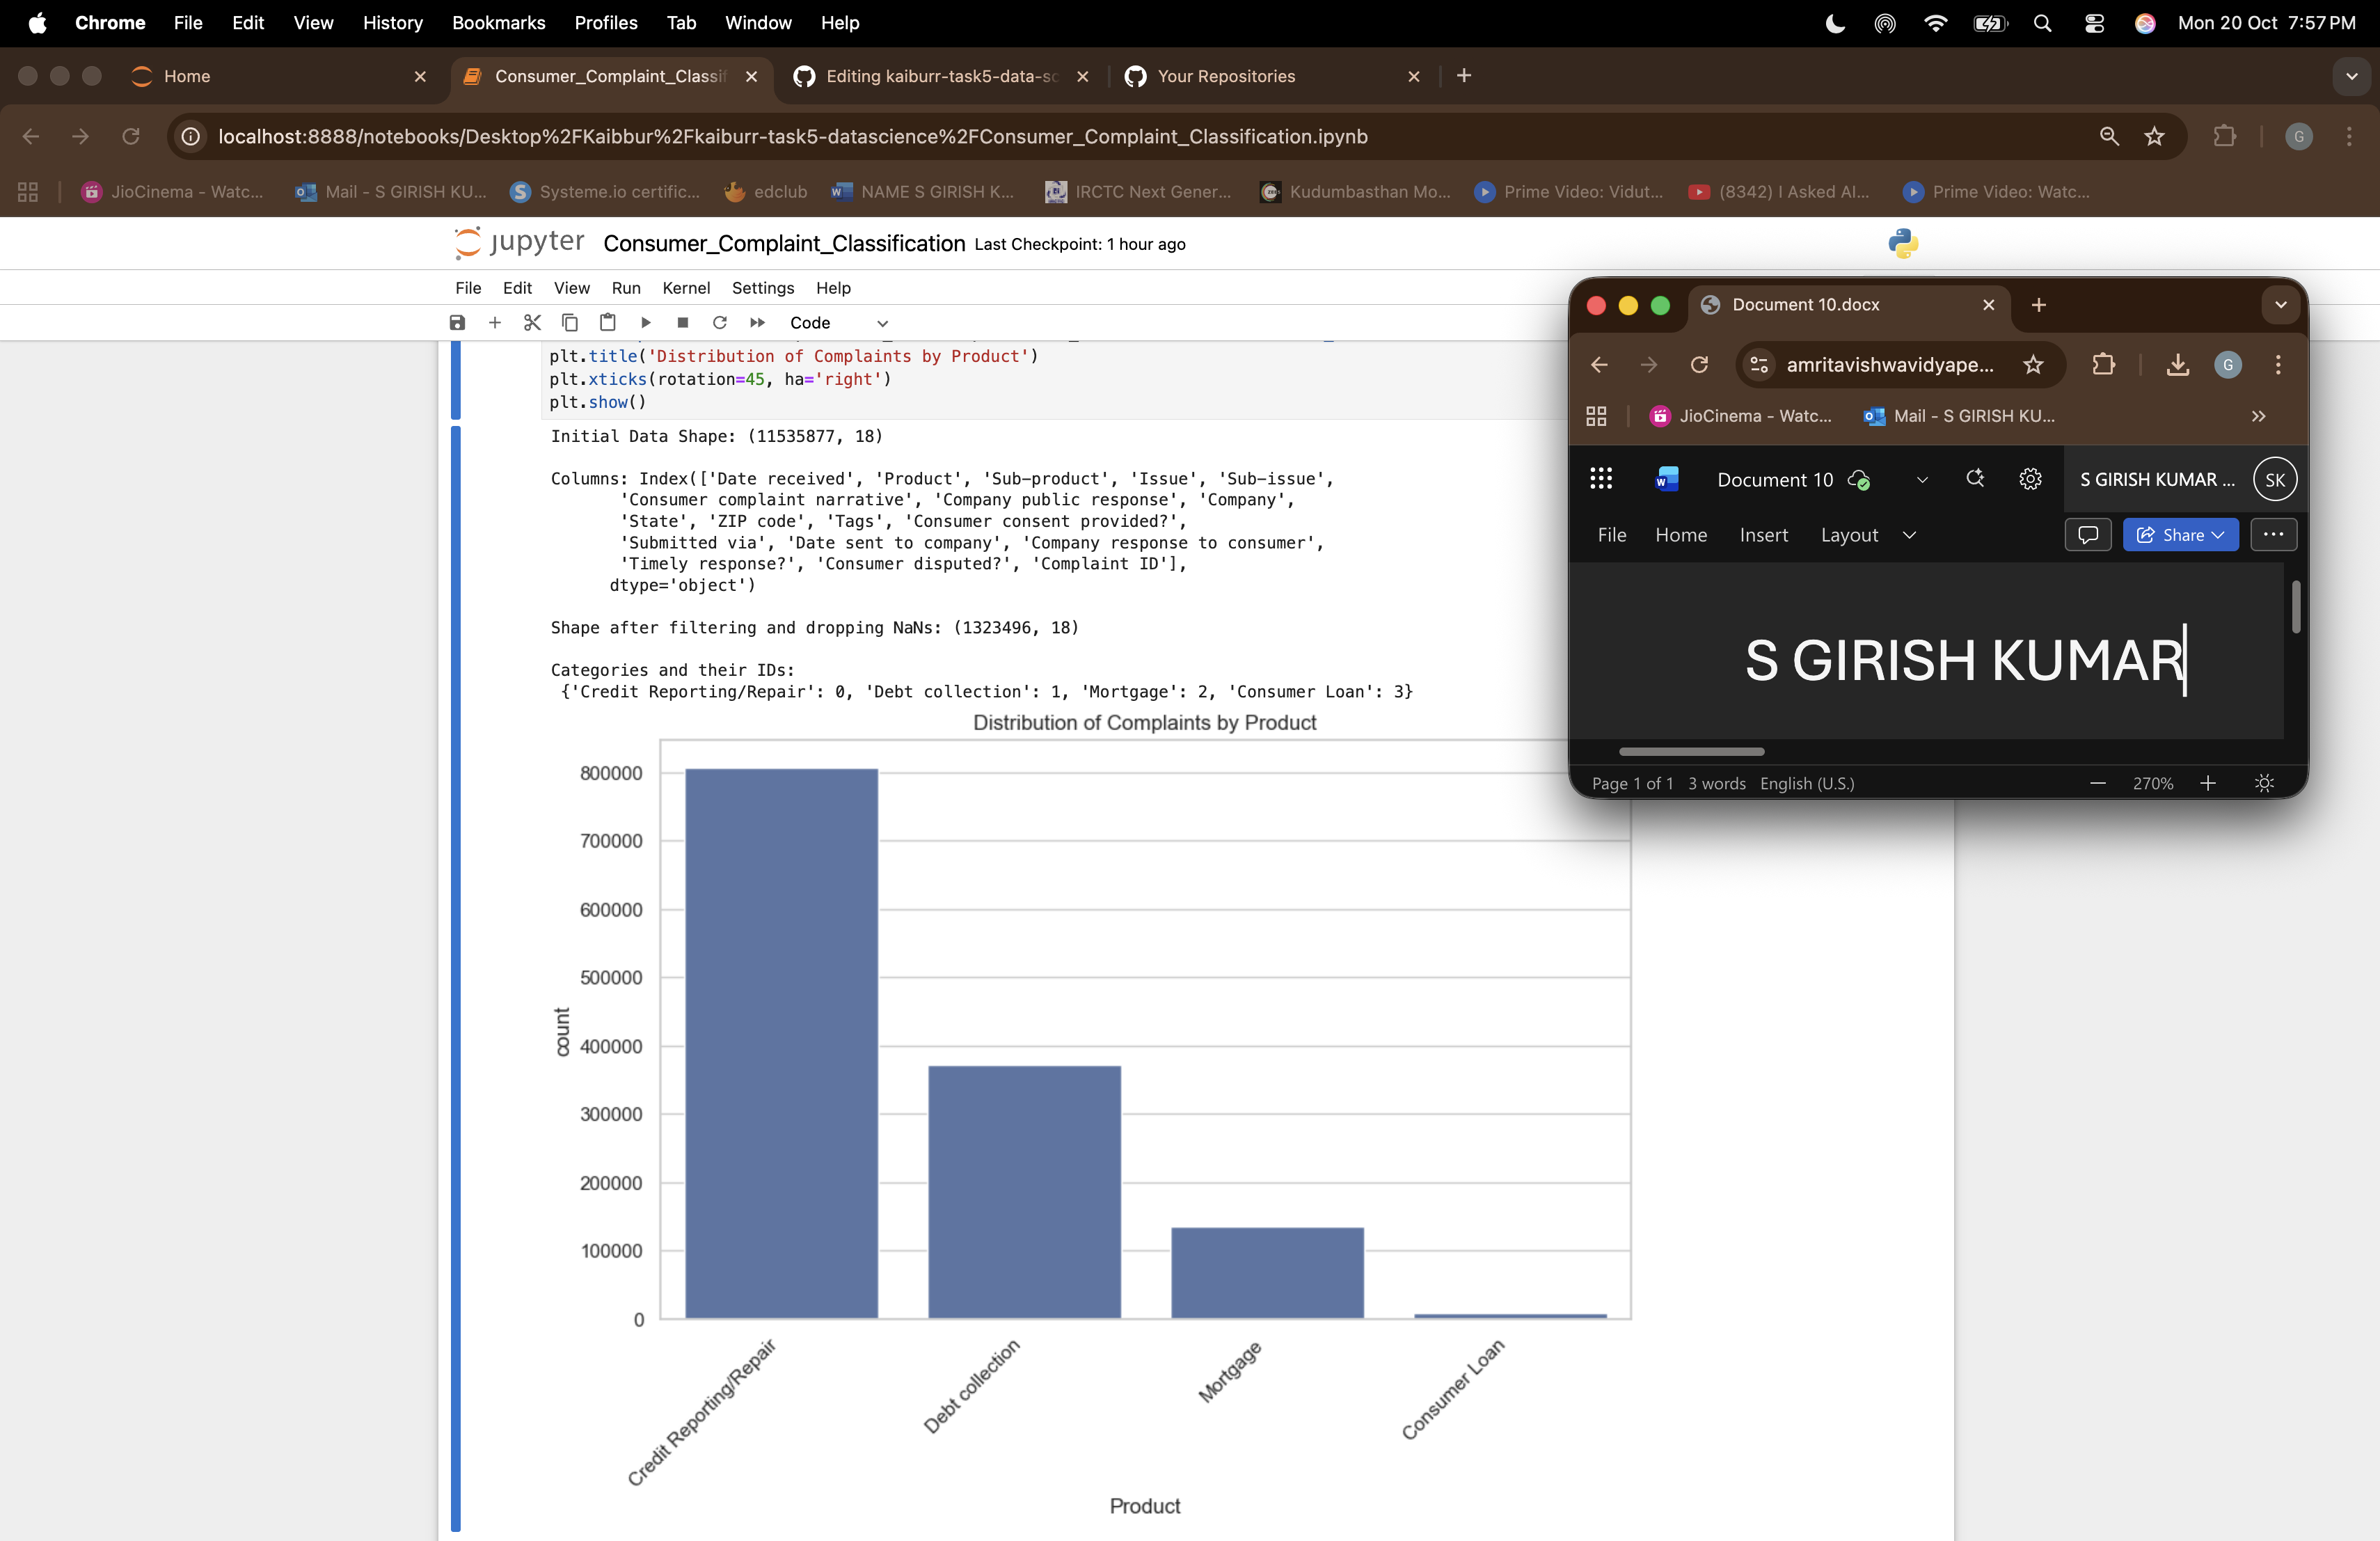 Chrome File Edit View History Bookmarks Profiles Tab Window Help Mon 20 Oct 7:57 PM
Home Consumer_Complaint_Classif Editing kaiburr-task5-data-sc Your Repositories
localhost:8888/notebooks/Desktop%2FKaibbur%2Fkaiburr-task5-datascience%2FConsumer_Complaint_Classification.ipynb G
JioCinema - Watc... Mail - S GIRISH KU... Systeme.io certific... edclub NAME S GIRISH K... IRCTC Next Gener... Kudumbasthan Mo... Prime Video: Vidut... (8342) I Asked AI... Prime Video: Watc...
jupyter Consumer_Complaint_Classification Last Checkpoint: 1 hour ago
File Edit View Run Kernel Settings Help
Code
plt.title('Distribution of Complaints by Product')
plt.xticks(rotation=45, ha='right')
plt.show()
Initial Data Shape: (11535877, 18)
Columns: Index(['Date received', 'Product', 'Sub-product', 'Issue', 'Sub-issue',
'Consumer complaint narrative', 'Company public response', 'Company',
'State', 'ZIP code', 'Tags', 'Consumer consent provided?',
'Submitted via', 'Date sent to company', 'Company response to consumer',
'Timely response?', 'Consumer disputed?', 'Complaint ID'],
dtype='object')
Shape after filtering and dropping NaNs: (1323496, 18)
Categories and their IDs:
{'Credit Reporting/Repair': 0, 'Debt collection': 1, 'Mortgage': 2, 'Consumer Loan': 3}
Distribution of Complaints by Product
800000
700000
600000
500000
400000
300000
200000
100000
0
count
Credit Reporting/Repair
Debt collection
Mortgage
Consumer Loan
Product
Document 10.docx
amritavishwavidyape... G
JioCinema - Watc... Mail - S GIRISH KU...
Document 10 S GIRISH KUMAR ... SK
File Home Insert Layout Share
S GIRISH KUMAR
Page 1 of 1 3 words English (U.S.) 270%